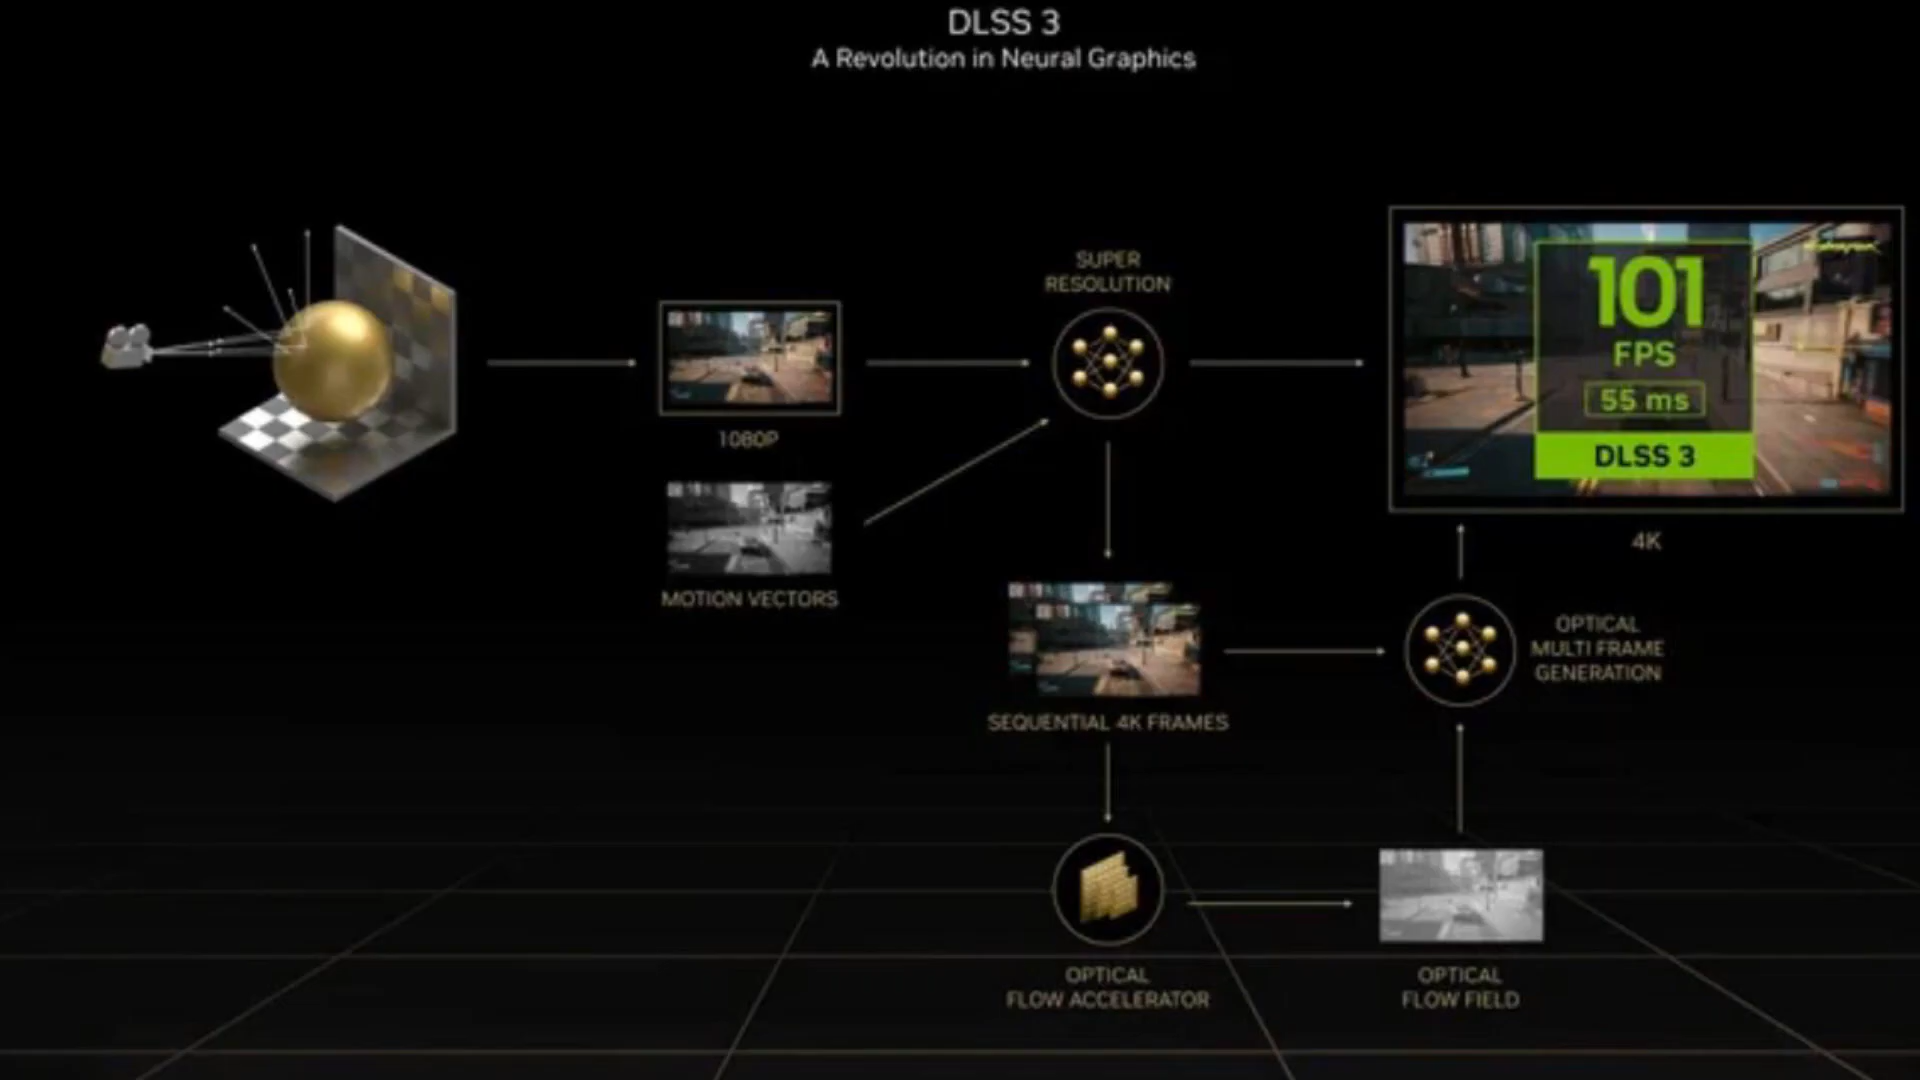 DLSS 3
A Revolution in Neural Graphics
SUPER
RESOLUTION
101
FPS
55 ms
DLSS 3
1080P
4K
MOTION VECTORS
OPTICAL
MULTI FRAME
GENERATION
SEQUENTIAL 4K FRAMES
OPTICAL
FLOW ACCELERATOR
OPTICAL
FLOW FIELD